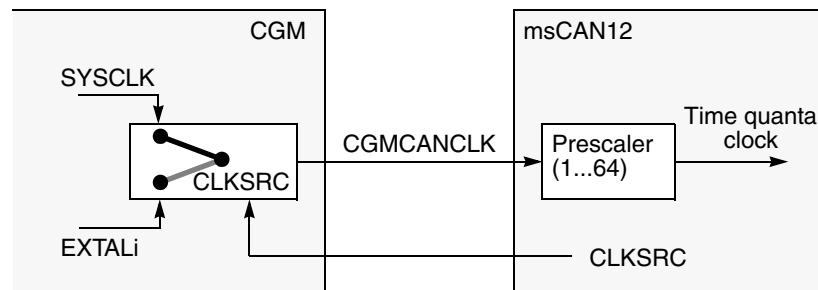 CGM
msCAN12
SYSCLK
CGMCANCLK
Prescaler
(1...64)
Time quanta
clock
CLKSRC
EXTALi
CLKSRC